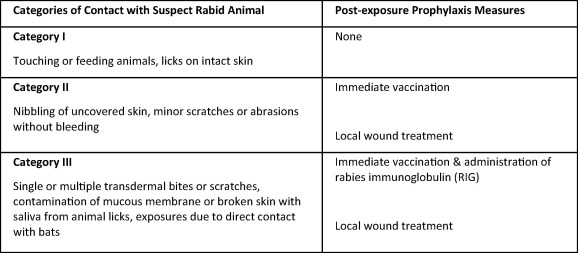 Categories of Contact with Suspect Rabid Animal
Post-exposure Prophylaxis Measures
Category I
Touching or feeding animals, licks on intact skin
None
Category II
Nibbling of uncovered skin, minor scratches or abrasions
without bleeding
Immediate vaccination
Local wound treatment
Category III
Single or multiple transdermal bites or scratches,
contamination of mucous membrane or broken skin with
saliva from animal licks, exposures due to direct contact
with bats
Immediate vaccination & administration of
rabies immunoglobulin (RIG)
Local wound treatment